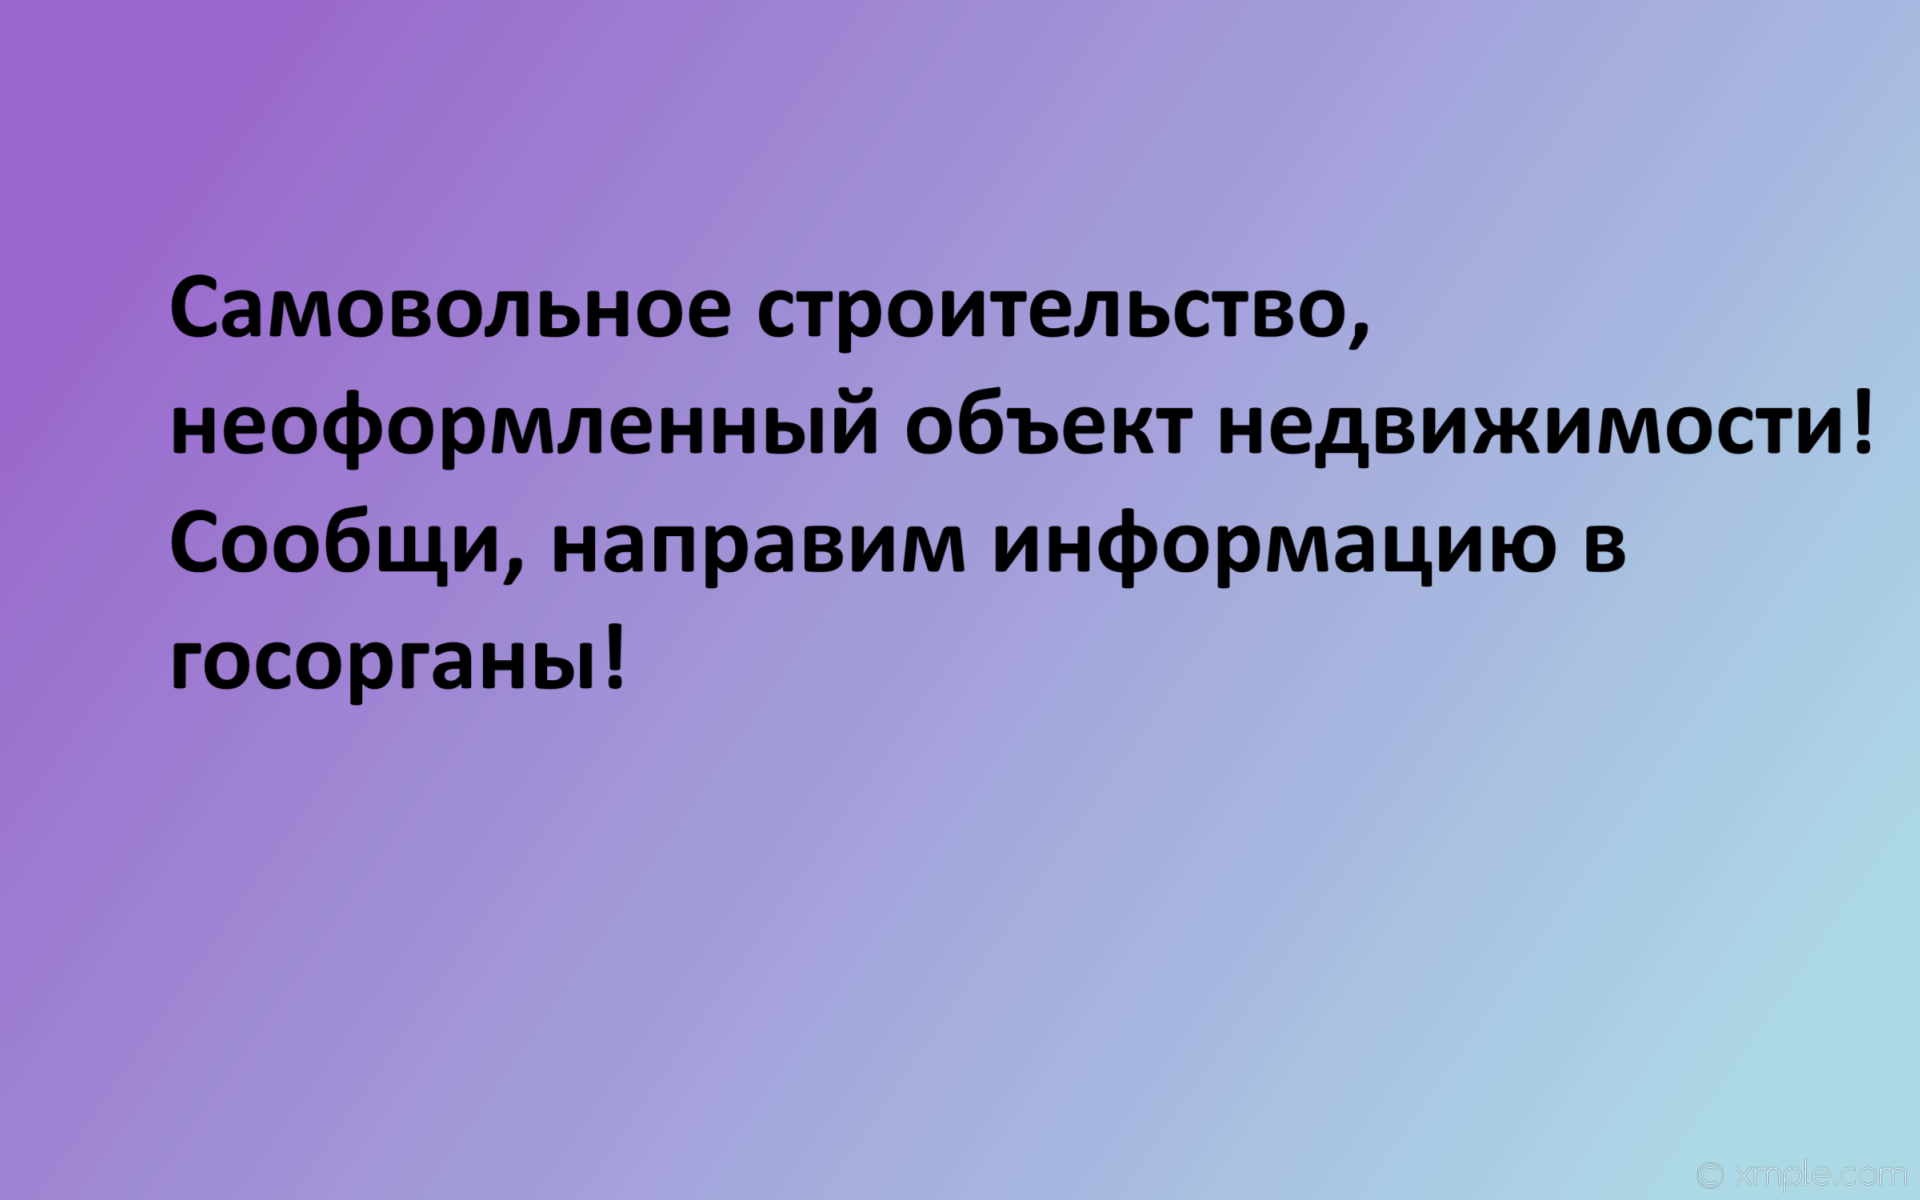 Самовольное строительство,
неоформленный объект недвижимости!
Сообщи, направим информацию в
госорганы!
© xmple.com